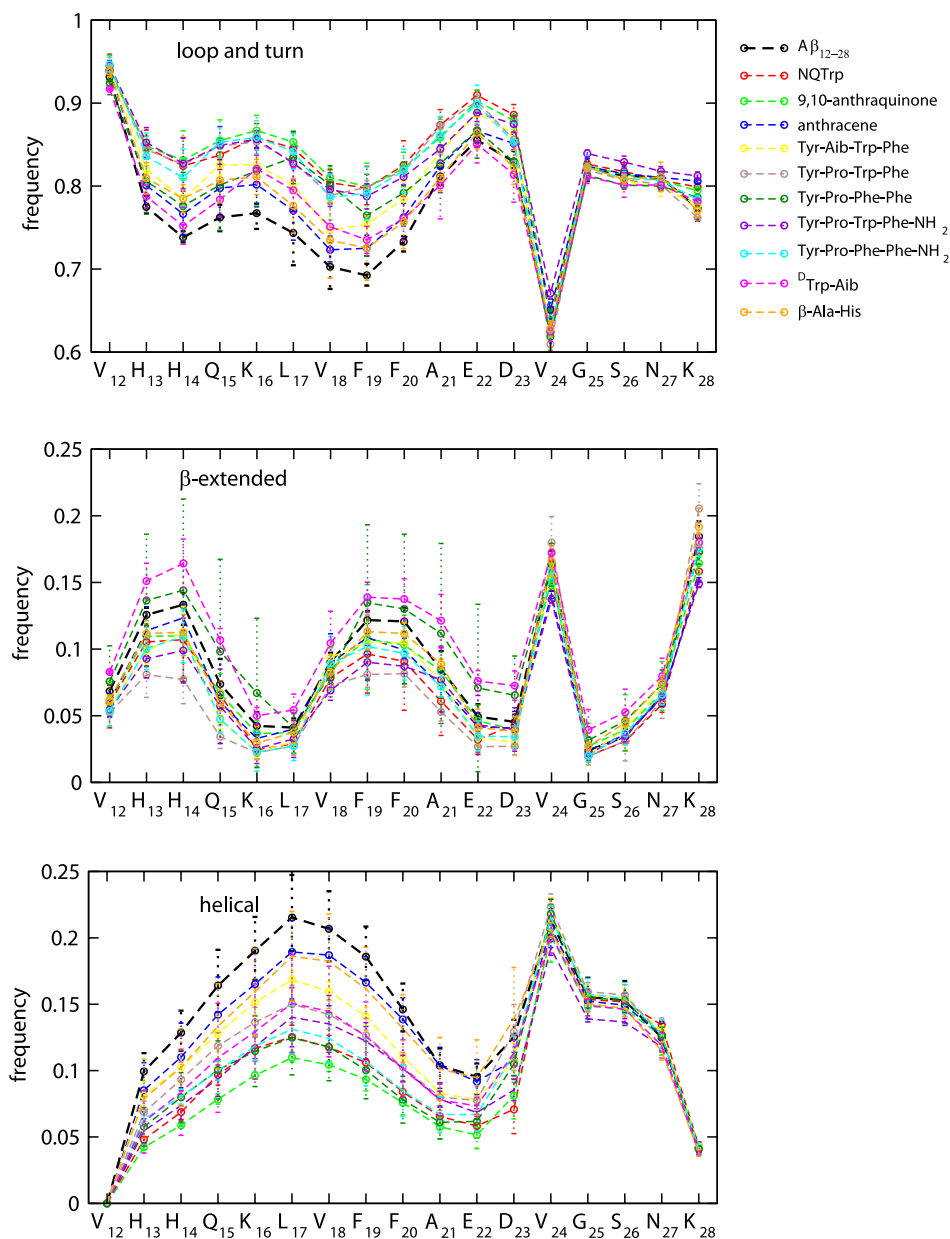 loop and turn
frequency
1
0.9
0.8
0.7
0.6
V12 H13 H14 Q15 K16 L17 V18 F19 F20 A21 E22 D23 V24 G25 S26 N27 K28
Aβ12–28
NQTrp
9,10-anthraquinone
anthracene
Tyr-Aib-Trp-Phe
Tyr-Pro-Trp-Phe
Tyr-Pro-Phe-Phe
Tyr-Pro-Trp-Phe-NH2
Tyr-Pro-Phe-Phe-NH2
DTrp-Aib
β-Ala-His
β-extended
frequency
0.25
0.2
0.15
0.1
0.05
0
V12 H13 H14 Q15 K16 L17 V18 F19 F20 A21 E22 D23 V24 G25 S26 N27 K28
helical
frequency
0.25
0.2
0.15
0.1
0.05
0
V12 H13 H14 Q15 K16 L17 V18 F19 F20 A21 E22 D23 V24 G25 S26 N27 K28